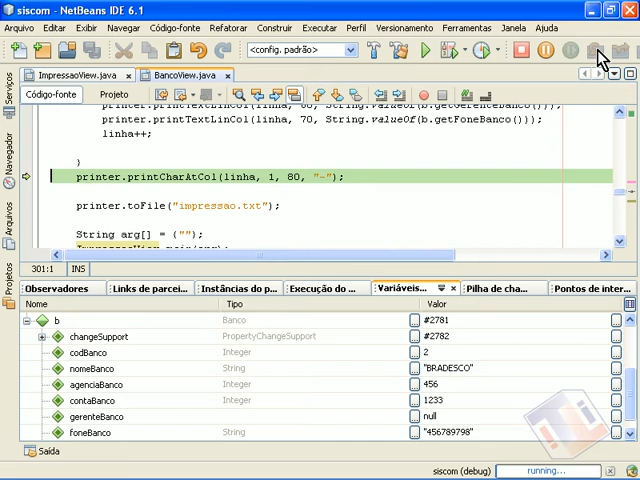 siscom - NetBeans IDE 6.1
Arquivo Editar Navegar Código-fonte Refatorar Construir Executar Perfil Versionamento Ferramentas Janela Ajuda
<config. padrão>
ImpressaoView.java x BancoView.java x
Código-fonte Projeto
linha++;
printer.printTextLinCol(linha, 70, String.valueOf(b.getFoneBanco()));
}
printer.printCharAtCol(linha, 1, 80, "-");
printer.toFile("impressao.txt");
String arg[] = {""};
301:1 INS
Serviços
Navegador
Arquivos
Projetos
Observadores Links de parcei... Instâncias do p... Execução do ... Variáveis... x Pilha de cha... Pontos de inter...
Nome Tipo Valor
b Banco ... #2781 ...
changeSupport PropertyChangeSupport ... #2782 ...
codBanco Integer ... 2 ...
nomeBanco String ... "BRADESCO" ...
agenciaBanco Integer ... 456 ...
contaBanco Integer ... 1233 ...
gerenteBanco ... null ...
foneBanco String ... "456789798" ...
Saída
siscom (debug) running...